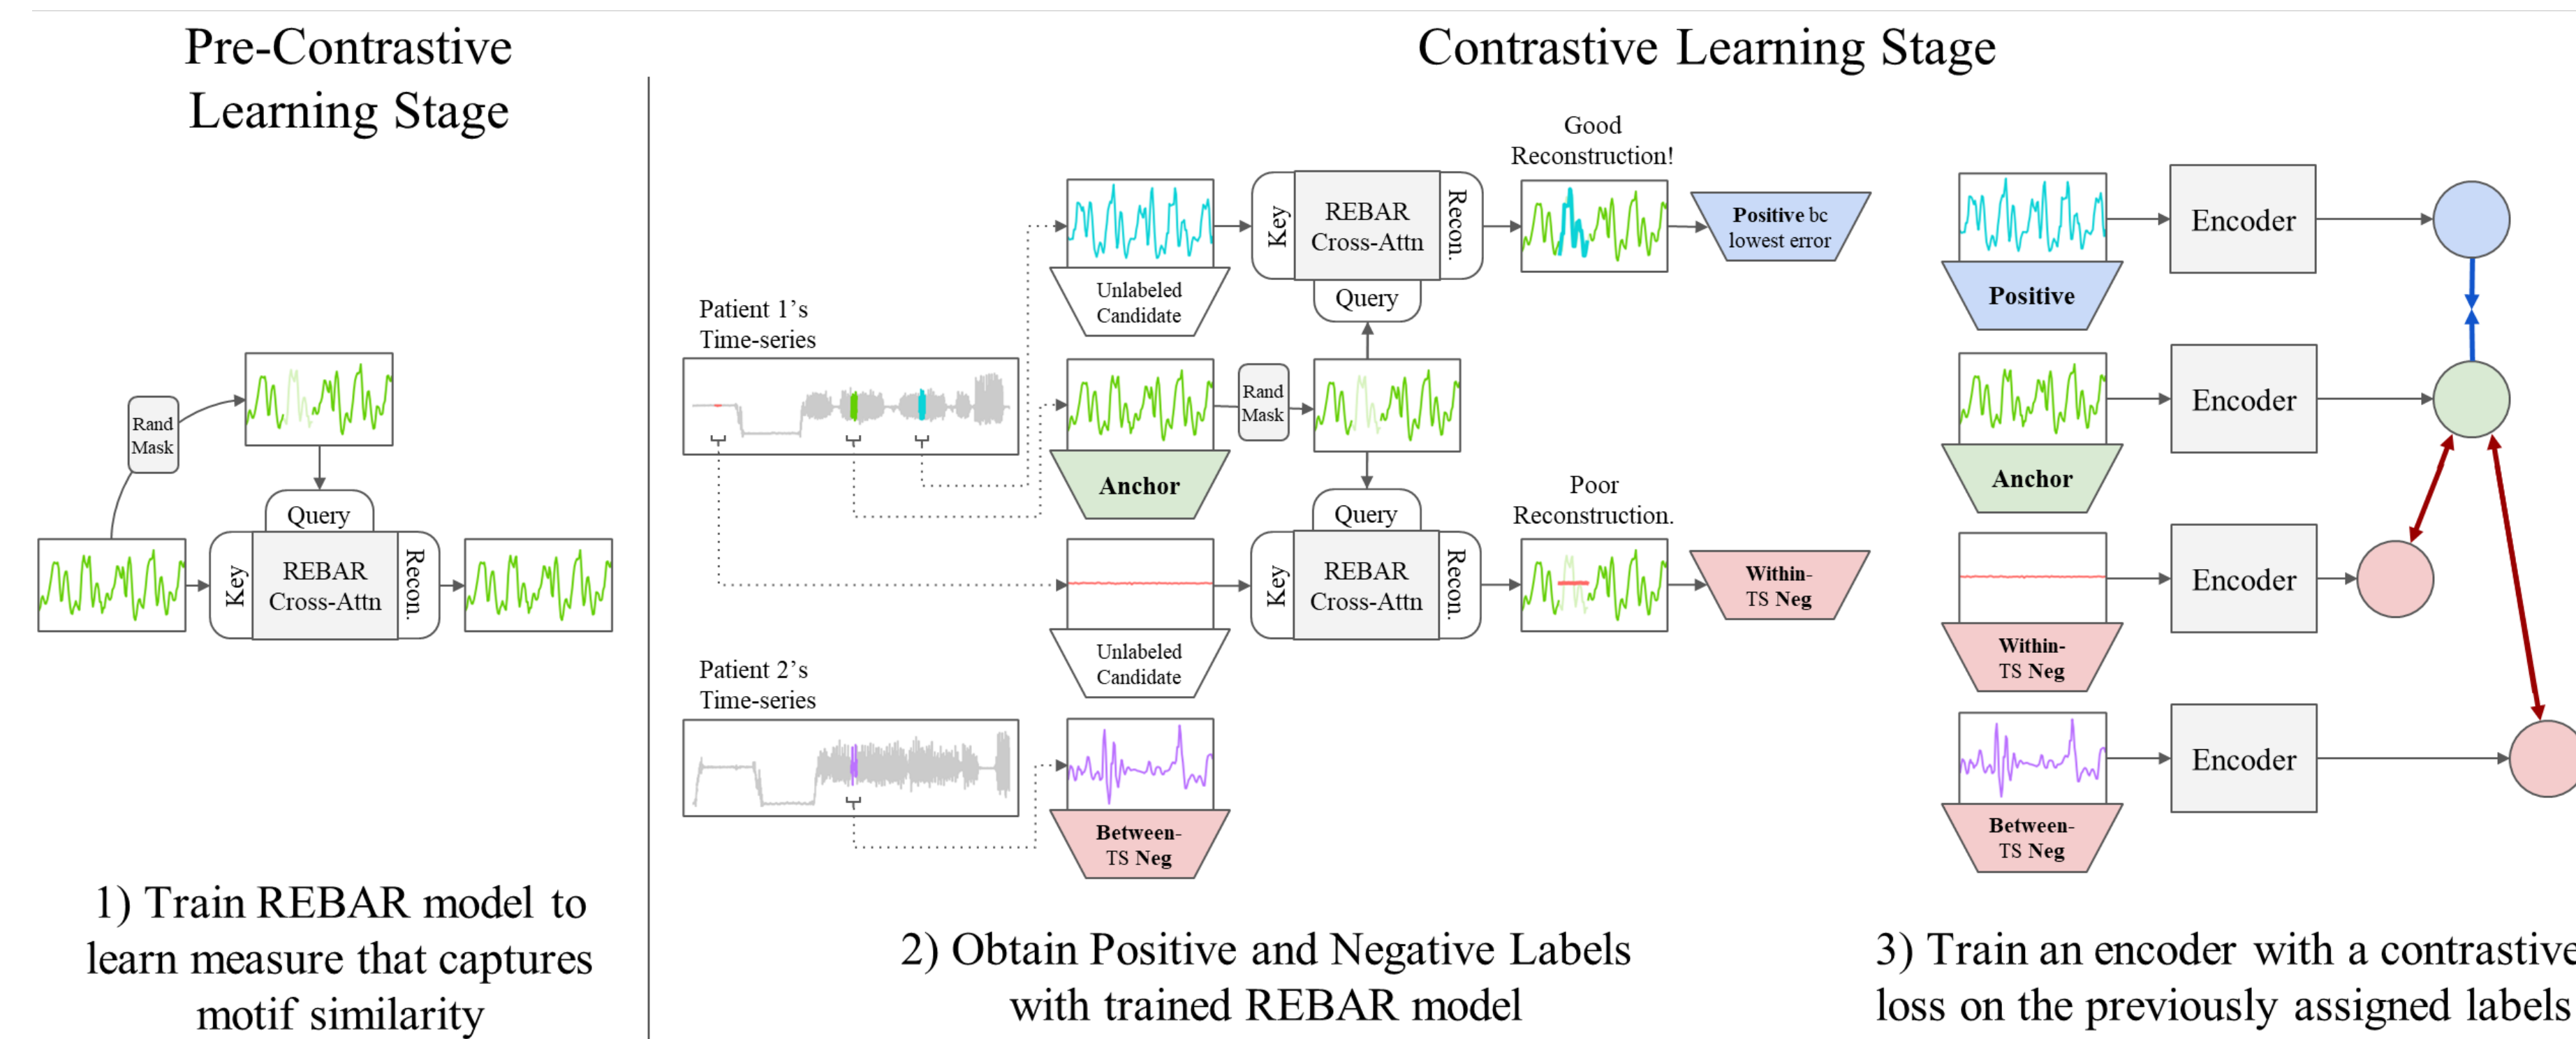 Pre-Contrastive
Learning Stage
Rand
Mask
Query
Key
REBAR
Cross-Attn
Recon.
1) Train REBAR model to
learn measure that captures
motif similarity
Contrastive Learning Stage
Patient 1's
Time-series
Patient 2's
Time-series
Unlabeled
Candidate
Key
REBAR
Cross-Attn
Recon.
Query
Good
Reconstruction!
Positive bc
lowest error
Anchor
Rand
Mask
Query
Key
REBAR
Cross-Attn
Recon.
Poor
Reconstruction.
Within-
TS Neg
Unlabeled
Candidate
Between-
TS Neg
2) Obtain Positive and Negative Labels
with trained REBAR model
Positive
Encoder
Anchor
Encoder
Within-
TS Neg
Encoder
Between-
TS Neg
Encoder
3) Train an encoder with a contrastive
loss on the previously assigned labels